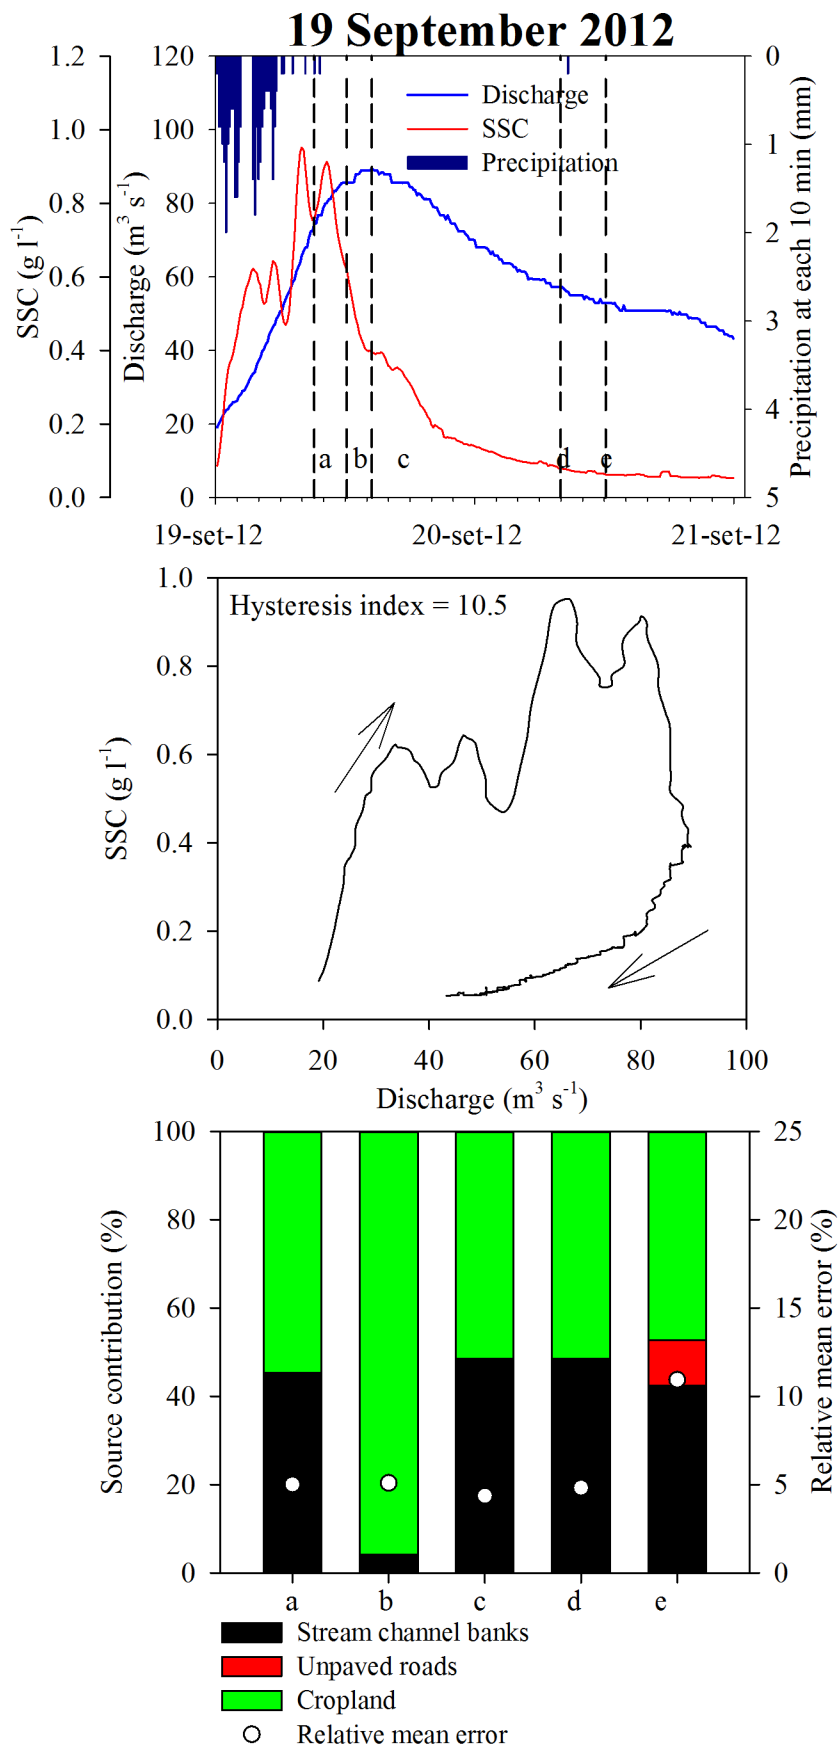 19 September 2012
1.2 120 0
Discharge
SSC
Precipitation
1.0 100 1
0.8 80 2
0.6 60
0.4 40 3
0.2 20 4
0.0 0 5
SSC (g l-1)
Discharge (m3 s-1)
Precipitation at each 10 min (mm)
a b c d e
19-set-12 20-set-12 21-set-12
Hysteresis index = 10.5
1.0
0.8
0.6
0.4
0.2
0.0
SSC (g l-1)
0 20 40 60 80 100
Discharge (m3 s-1)
100 25
80 20
60 15
40 10
20 5
0 0
Source contribution (%)
Relative mean error (%)
a b c d e
Stream channel banks
Unpaved roads
Cropland
Relative mean error